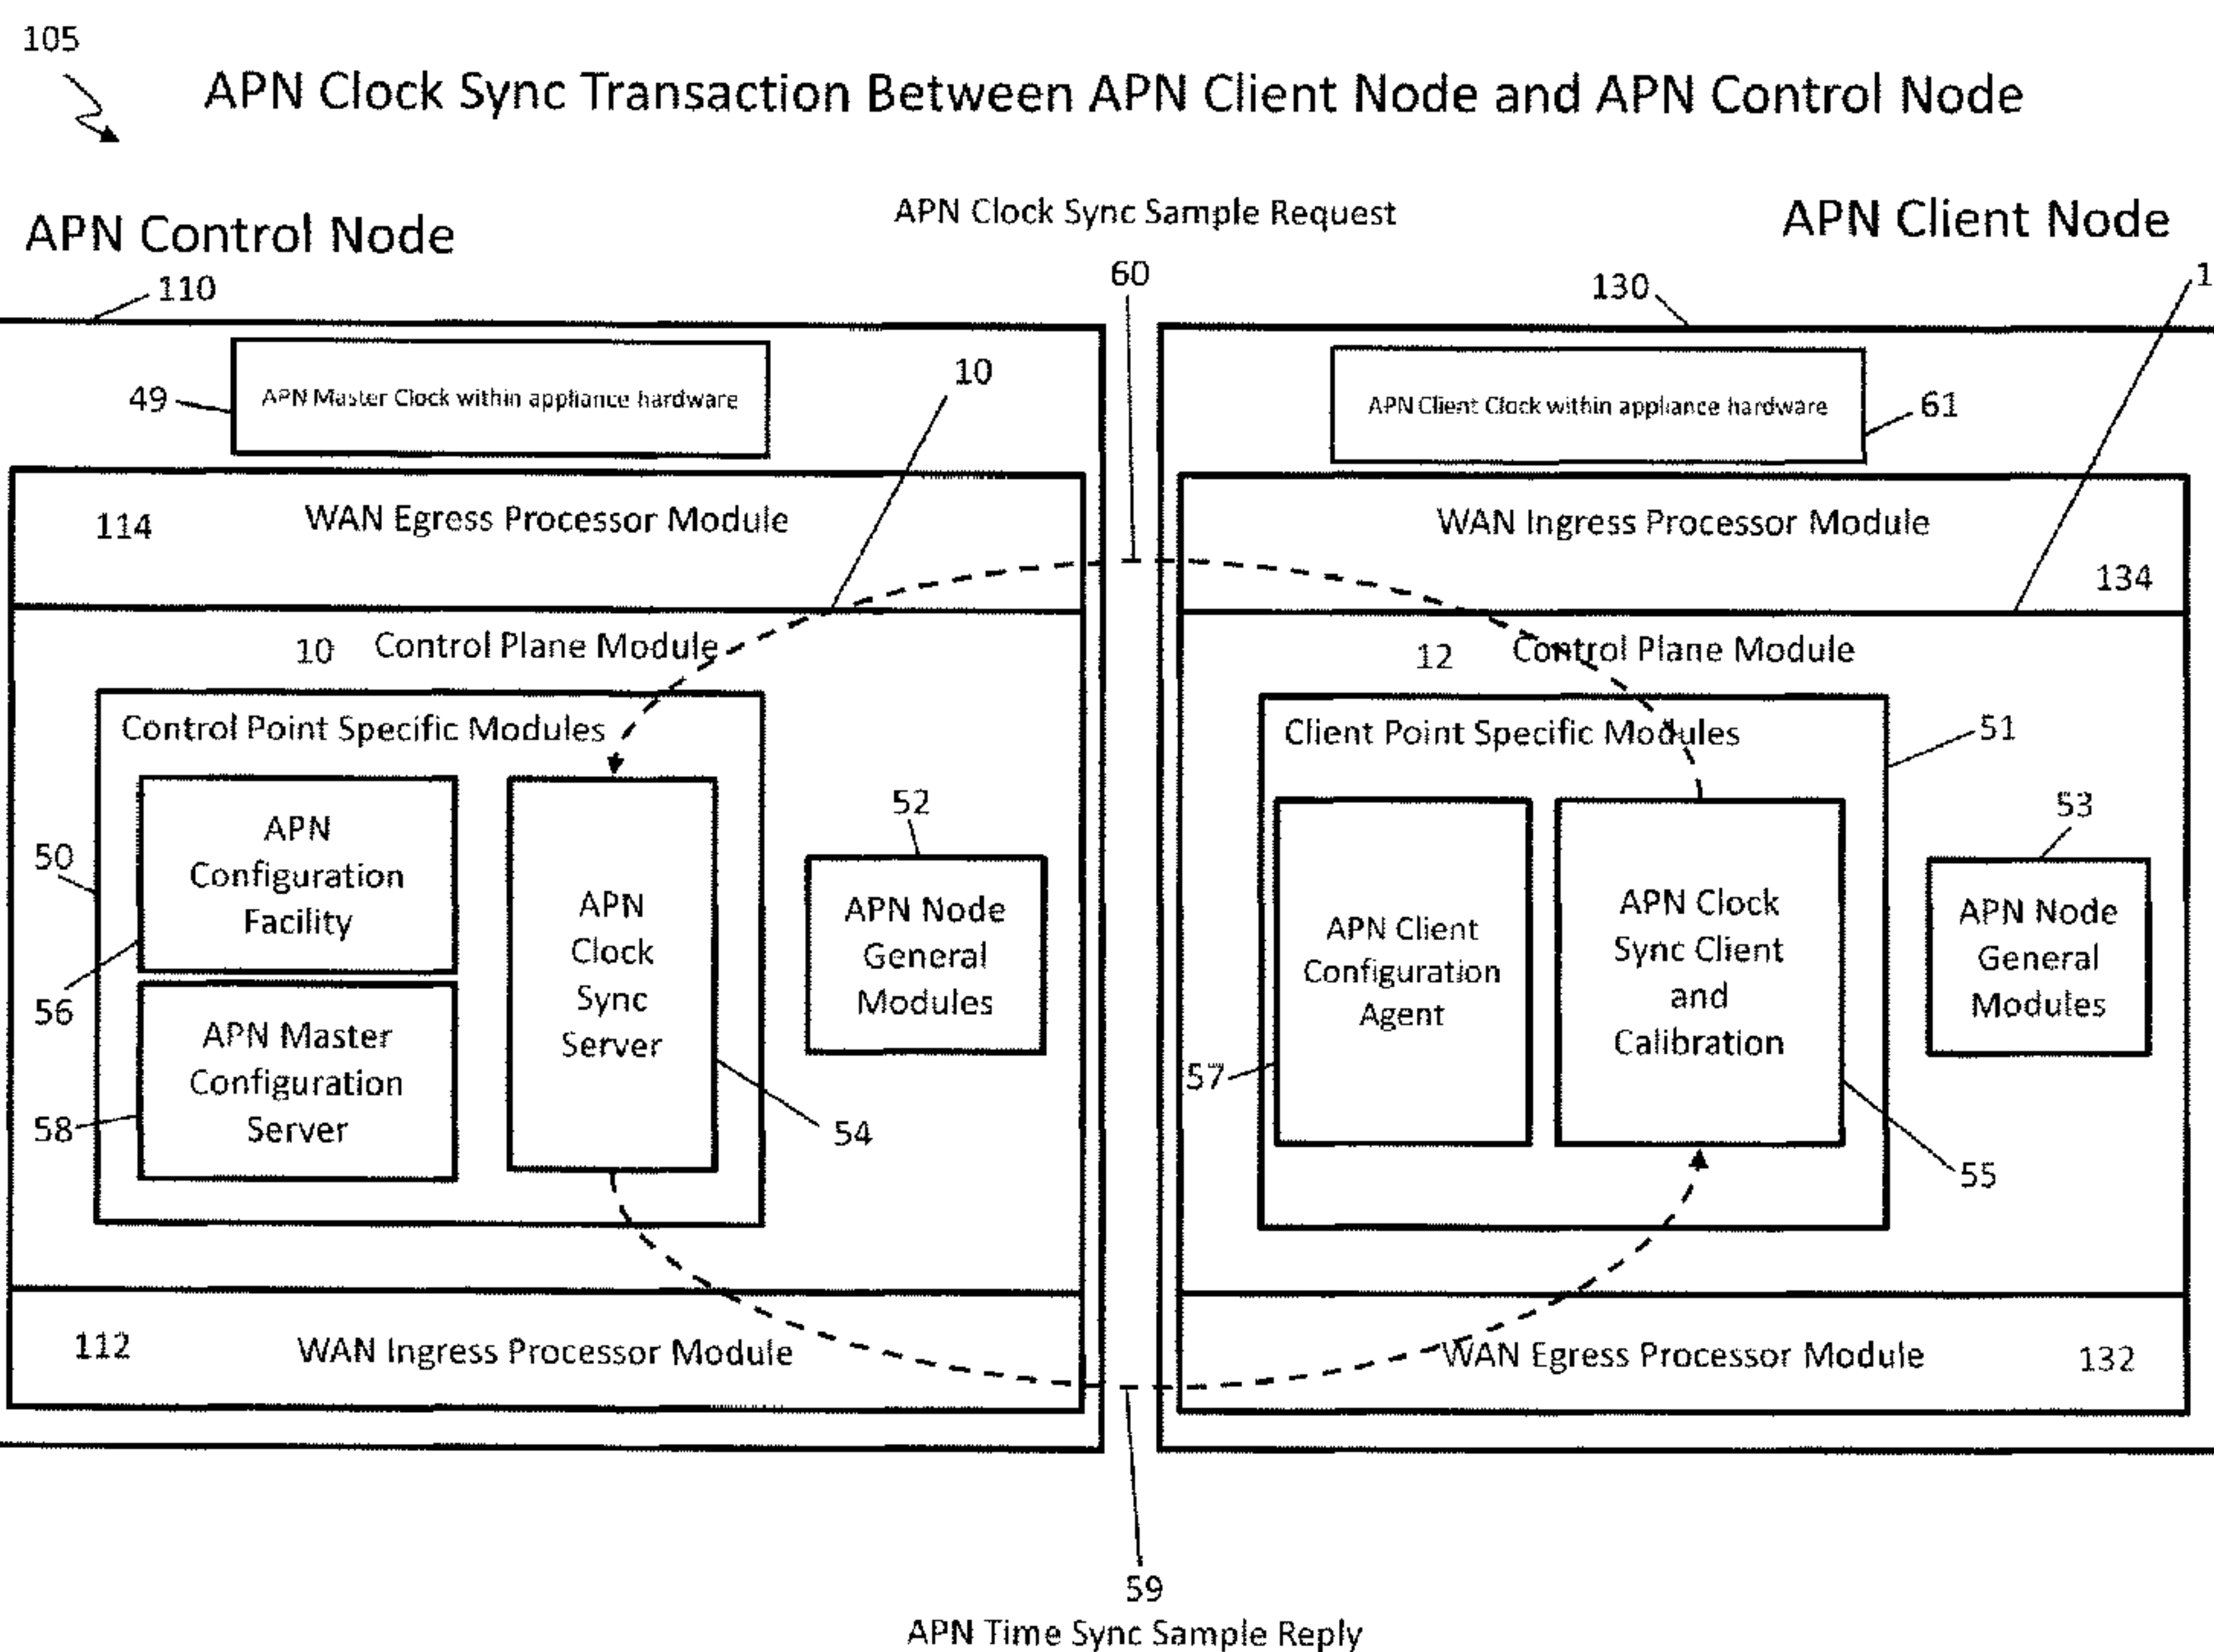 105
APN Clock Sync Transaction Between APN Client Node and APN Control Node
APN Control Node
APN Clock Sync Sample Request
APN Client Node
110
60
130
1
49
APN Master Clock within appliance hardware
10
APN Client Clock within appliance hardware
61
114
WAN Egress Processor Module
WAN Ingress Processor Module
134
10
Control Plane Module
12
Control Plane Module
Control Point Specific Modules
Client Point Specific Modules
51
50
APN
Configuration
Facility
56
APN Master
Configuration
Server
58
APN
Clock
Sync
Server
54
52
APN Node
General
Modules
APN Client
Configuration
Agent
57
APN Clock
Sync Client
and
Calibration
55
53
APN Node
General
Modules
112
WAN Ingress Processor Module
WAN Egress Processor Module
132
59
APN Time Sync Sample Reply